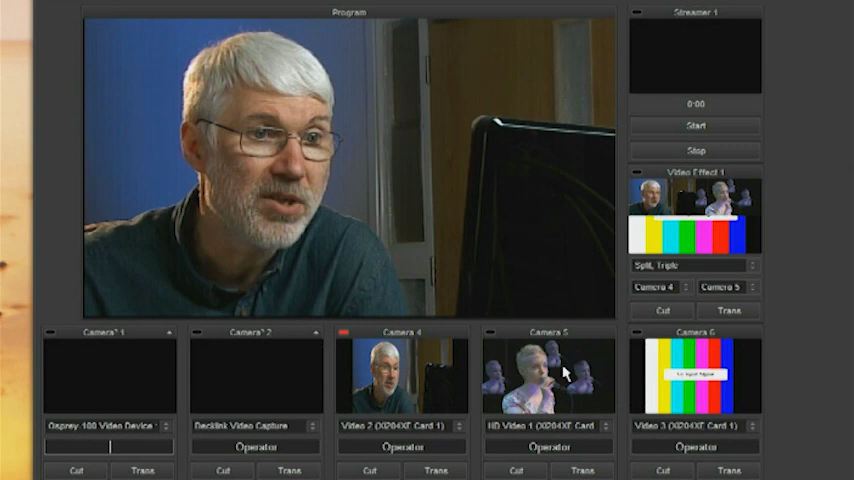 Program
Streamer 1
0:00
Start
Stop
Video Effect 1
Split, Triple
Camera 4 Camera 5
Cut Trans
Camera* 1 Camera* 2 Camera 4 Camera 5 Camera 6
Osprey-100 Video Device Decklink Video Capture Video 2 (XI204XE Card 1) HD Video 1 (XI204XE Card Video 3 (XI204XE Card 1)
Operator Operator Operator Operator
Cut Trans Cut Trans Cut Trans Cut Trans Cut Trans